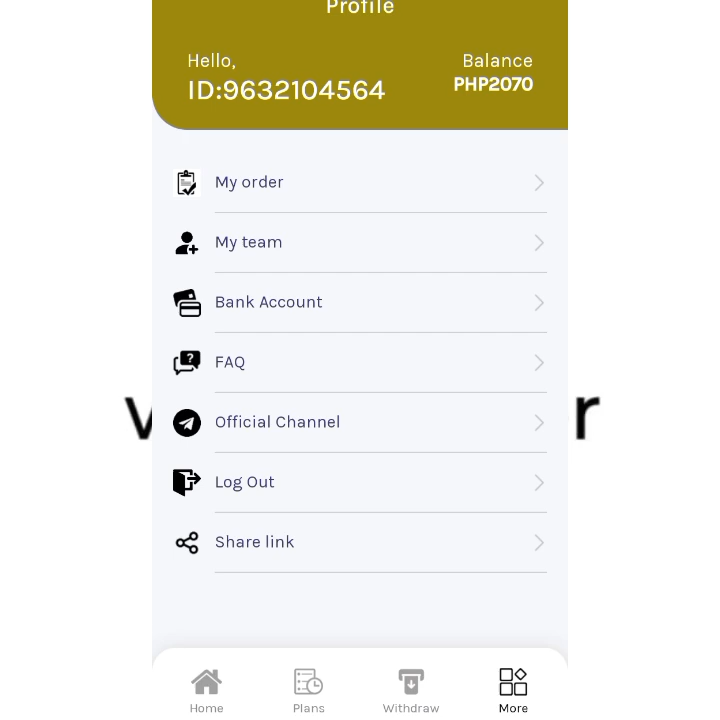 Profile
Hello,
Balance
ID:9632104564
PHP2070
My order
My team
Bank Account
FAQ
Official Channel
Log Out
Share link
Home
Plans
Withdraw
More